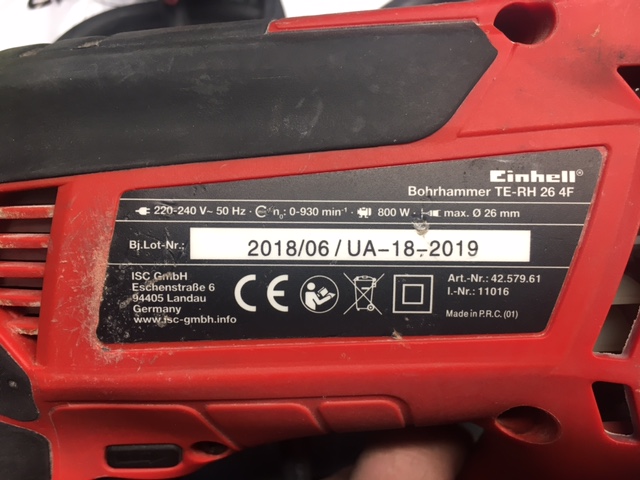 Einhell®
Bohrhammer TE-RH 26 4F
220-240 V~ 50 Hz · n₀: 0-930 min⁻¹ · 800 W · max. Ø 26 mm
Bj.Lot-Nr.: 2018/06/UA-18-2019
ISC GmbH
Eschenstraße 6
94405 Landau
Germany
www.isc-gmbh.info
CE
Art.-Nr.: 42.579.61
I.-Nr.: 11016
Made in P.R.C. (01)